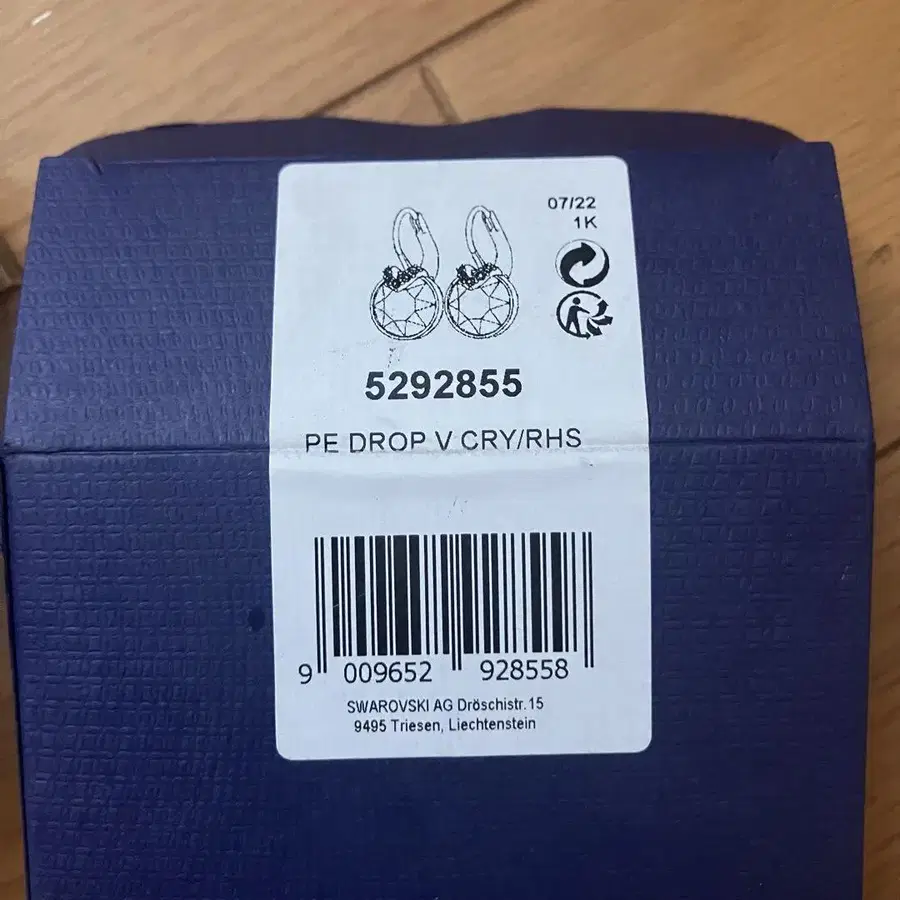 07/22
1K
5292855
PE DROP V CRY/RHS
9 009652 928558
SWAROVSKI AG Dröschistr. 15
9495 Triesen, Liechtenstein